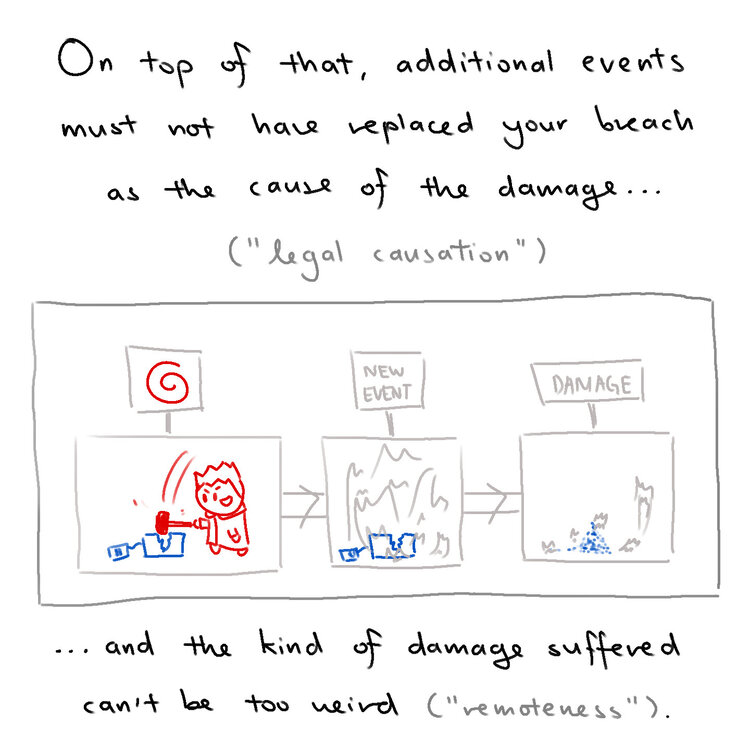 On top of that, additional events
must not have replaced your breach
as the cause of the damage...
("legal causation")
NEW
EVENT
DAMAGE
... and the kind of damage suffered
can't be too weird ("remoteness").